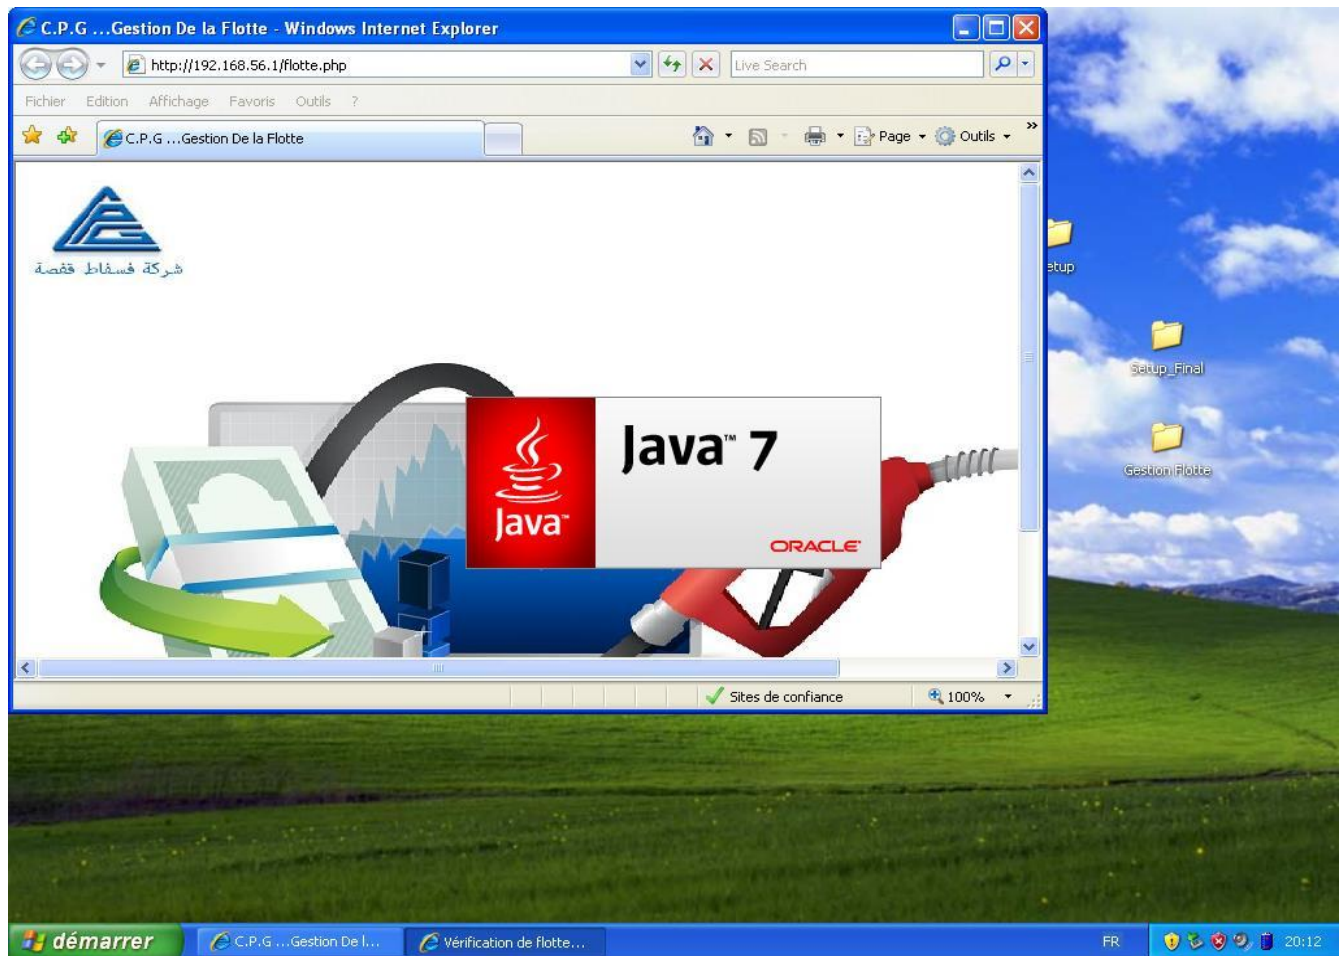 C.P.G ...Gestion De la Flotte - Windows Internet Explorer
http://192.168.56.1/flotte.php
Live Search
Fichier Edition Affichage Favoris Outils ?
C.P.G ...Gestion De la Flotte
Page
Outils
»
شركة فسفاط قفصة
Java™ 7
Java™
ORACLE
etup
Setup_Final
Gestion Flotte
Sites de confiance
100%
démarrer
C.P.G ...Gestion De l...
Vérification de flotte...
FR
20:12